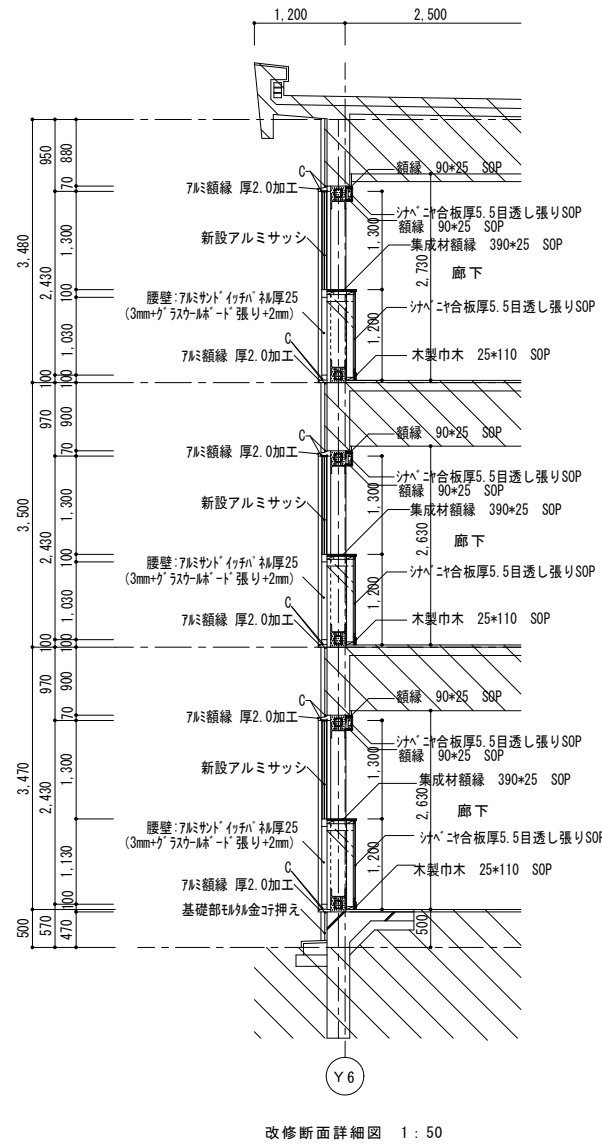 1,200
2,500
950
880
70
3,480
2,430
1,300
100
1,030
100
100
C
アルミ額縁 厚2.0加工
新設アルミサッシ
腰壁:アルミサンドイッチパネル厚25
(3mm+グラスウールボード張り+2mm)
C
アルミ額縁 厚2.0加工
額縁 90*25 SOP
シナベニヤ合板厚5.5目透し張りSOP
額縁 90*25 SOP
集成材額縁 390*25 SOP
1,300
2,730
廊下
シナベニヤ合板厚5.5目透し張りSOP
1,200
木製巾木 25*110 SOP
970
900
70
3,500
2,430
1,300
100
1,030
100
100
C
アルミ額縁 厚2.0加工
新設アルミサッシ
腰壁:アルミサンドイッチパネル厚25
(3mm+グラスウールボード張り+2mm)
C
アルミ額縁 厚2.0加工
額縁 90*25 SOP
シナベニヤ合板厚5.5目透し張りSOP
額縁 90*25 SOP
集成材額縁 390*25 SOP
1,300
2,630
廊下
シナベニヤ合板厚5.5目透し張りSOP
1,200
木製巾木 25*110 SOP
970
900
70
3,470
2,430
1,300
1,130
100
C
アルミ額縁 厚2.0加工
新設アルミサッシ
腰壁:アルミサンドイッチパネル厚25
(3mm+グラスウールボード張り+2mm)
C
アルミ額縁 厚2.0加工
基礎部モルタル金コテ押え
額縁 90*25 SOP
シナベニヤ合板厚5.5目透し張りSOP
額縁 90*25 SOP
集成材額縁 390*25 SOP
1,300
2,630
廊下
シナベニヤ合板厚5.5目透し張りSOP
1,200
木製巾木 25*110 SOP
500
570
470
500
Y6
改修断面詳細図 1:50